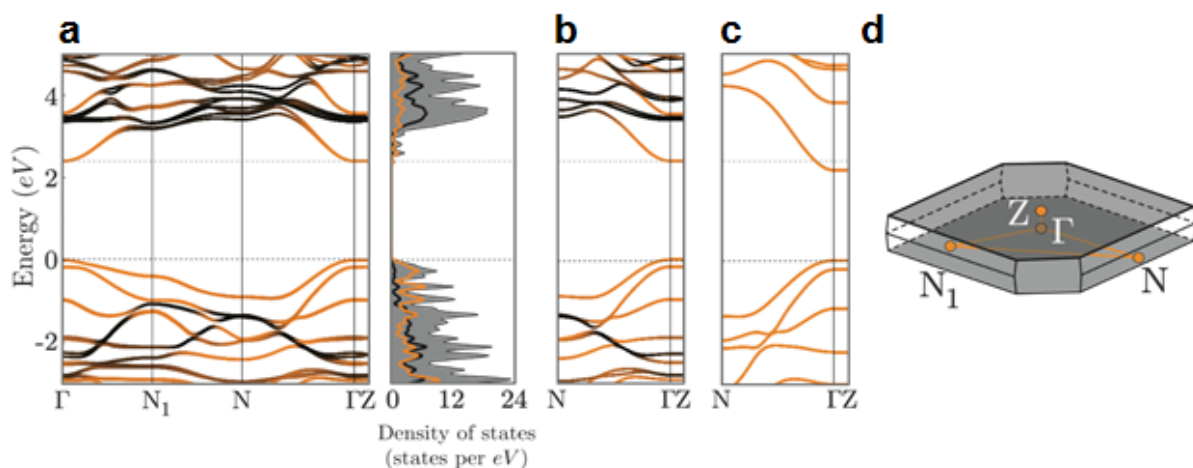 a
b
c
d
Energy (eV)
4
2
0
-2
Γ
N₁
N
ΓZ
0
12
24
Density of states
(states per eV)
N
ΓZ
N
ΓZ
Z
Γ
N₁
N